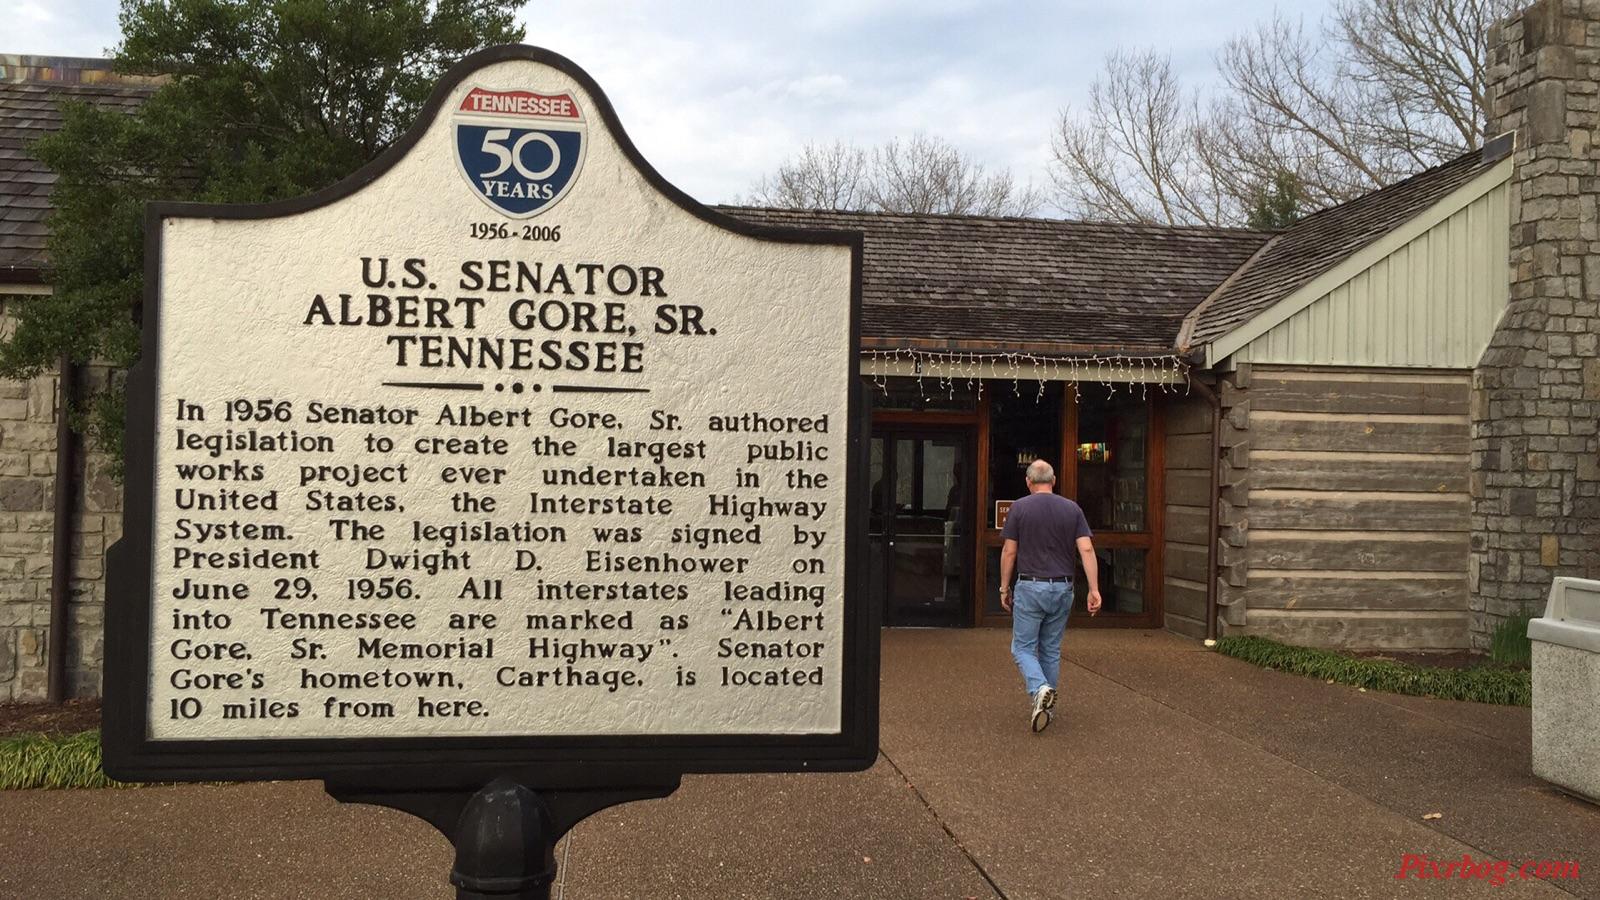 TENNESSEE
50
YEARS
1956 - 2006
U.S. SENATOR
ALBERT GORE, SR.
TENNESSEE
In 1956 Senator Albert Gore, Sr. authored
legislation to create the largest public
works project ever undertaken in the
United States, the Interstate Highway
System. The legislation was signed by
President Dwight D. Eisenhower on
June 29, 1956. All interstates leading
into Tennessee are marked as “Albert
Gore, Sr. Memorial Highway”. Senator
Gore's hometown, Carthage, is located
10 miles from here.
Pixrbog.com